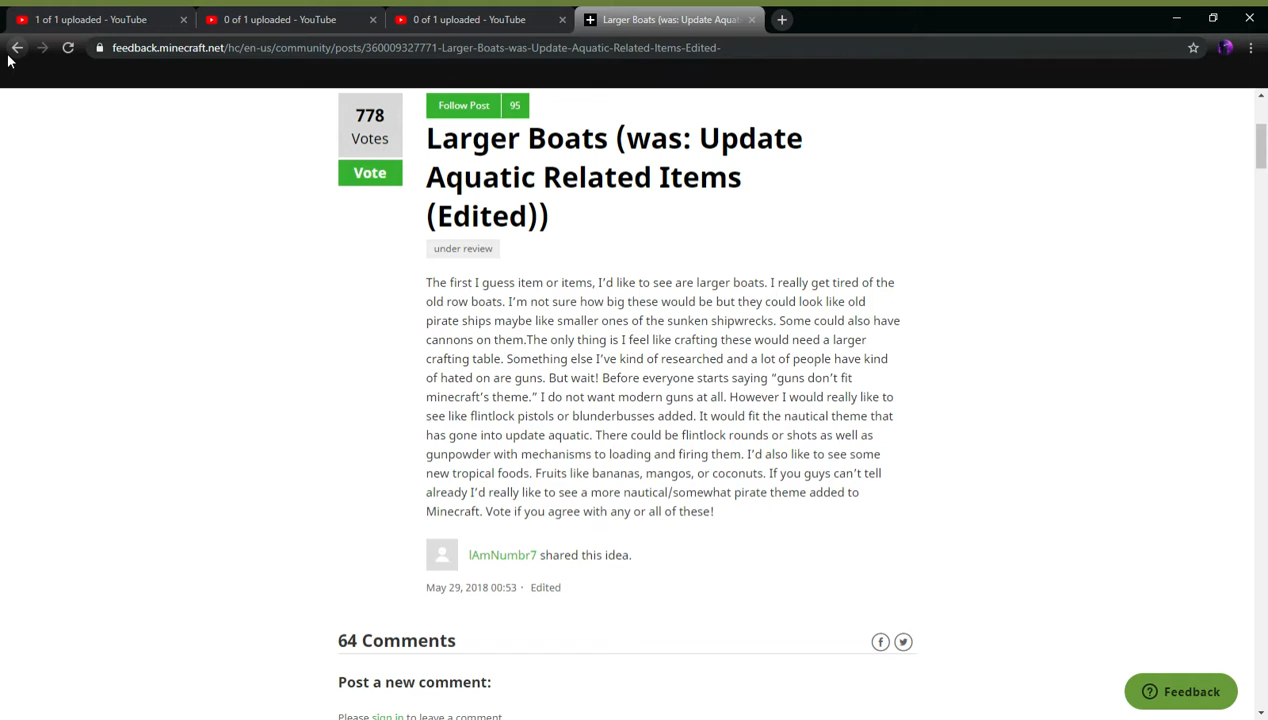 1 of 1 uploaded - YouTube
0 of 1 uploaded - YouTube
0 of 1 uploaded - YouTube
Larger Boats (was: Update Aquat
feedback.minecraft.net/hc/en-us/community/posts/360009327771-Larger-Boats-was-Update-Aquatic-Related-Items-Edited-
778
Votes
Vote
Follow Post 95
Larger Boats (was: Update
Aquatic Related Items
(Edited))
under review
The first I guess item or items, I'd like to see are larger boats. I really get tired of the
old row boats. I'm not sure how big these would be but they could look like old
pirate ships maybe like smaller ones of the sunken shipwrecks. Some could also have
cannons on them.The only thing is I feel like crafting these would need a larger
crafting table. Something else I've kind of researched and a lot of people have kind
of hated on are guns. But wait! Before everyone starts saying “guns don't fit
minecraft's theme.” I do not want modern guns at all. However I would really like to
see like flintlock pistols or blunderbusses added. It would fit the nautical theme that
has gone into update aquatic. There could be flintlock rounds or shots as well as
gunpowder with mechanisms to loading and firing them. I'd also like to see some
new tropical foods. Fruits like bananas, mangos, or coconuts. If you guys can't tell
already I'd really like to see a more nautical/somewhat pirate theme added to
Minecraft. Vote if you agree with any or all of these!
lAmNumbr7 shared this idea.
May 29, 2018 00:53 · Edited
64 Comments
Post a new comment:
Please sign in to leave a comment
Feedback